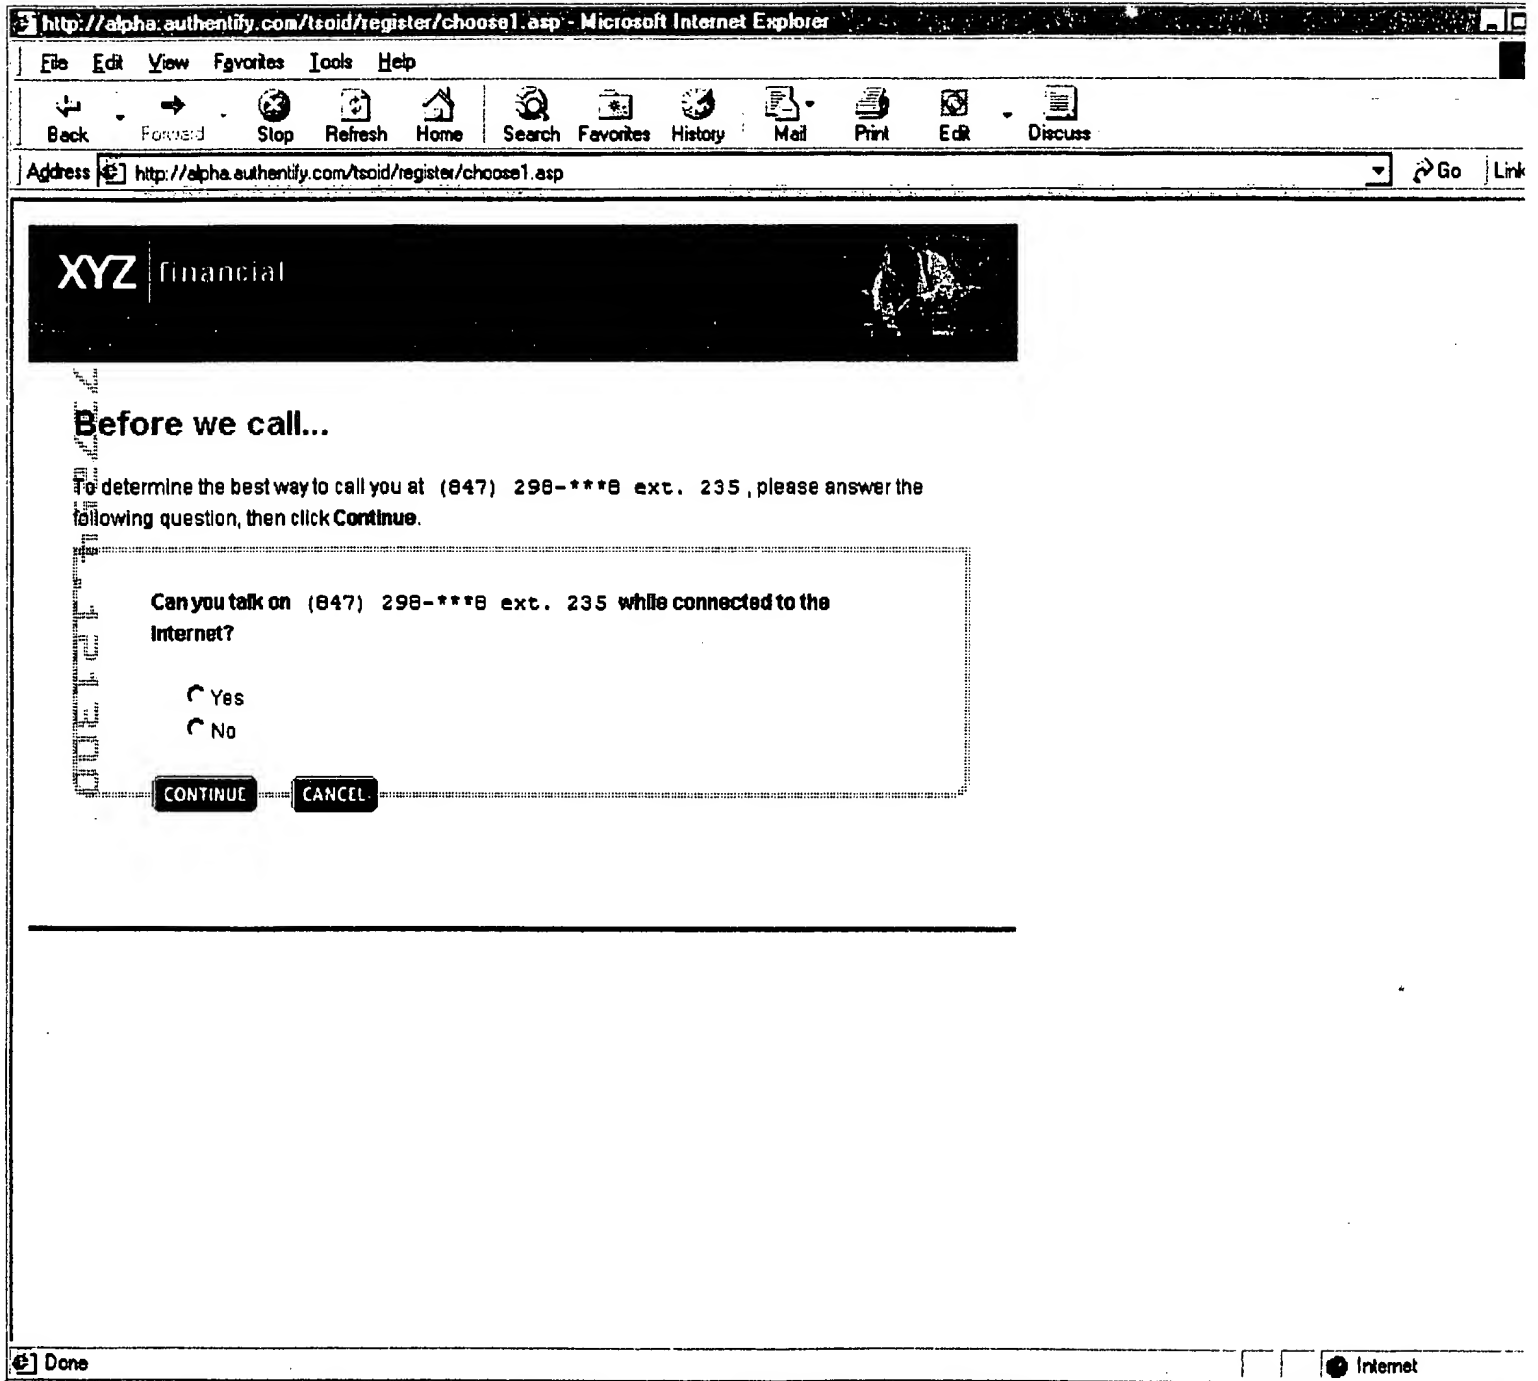 http://alpha.authentify.com/tsoid/register/choose1.asp - Microsoft Internet Explorer
File Edit View Favorites Tools Help
Back Forward Stop Refresh Home Search Favorites History Mail Print Edit Discuss
Address http://alpha.authentify.com/tsoid/register/choose1.asp Go Link
XYZ financial
Before we call...
To determine the best way to call you at (847) 298-***8 ext. 235, please answer the
following question, then click Continue.
Can you talk on (847) 298-***8 ext. 235 while connected to the
Internet?
Yes
No
CONTINUE CANCEL
Done Internet